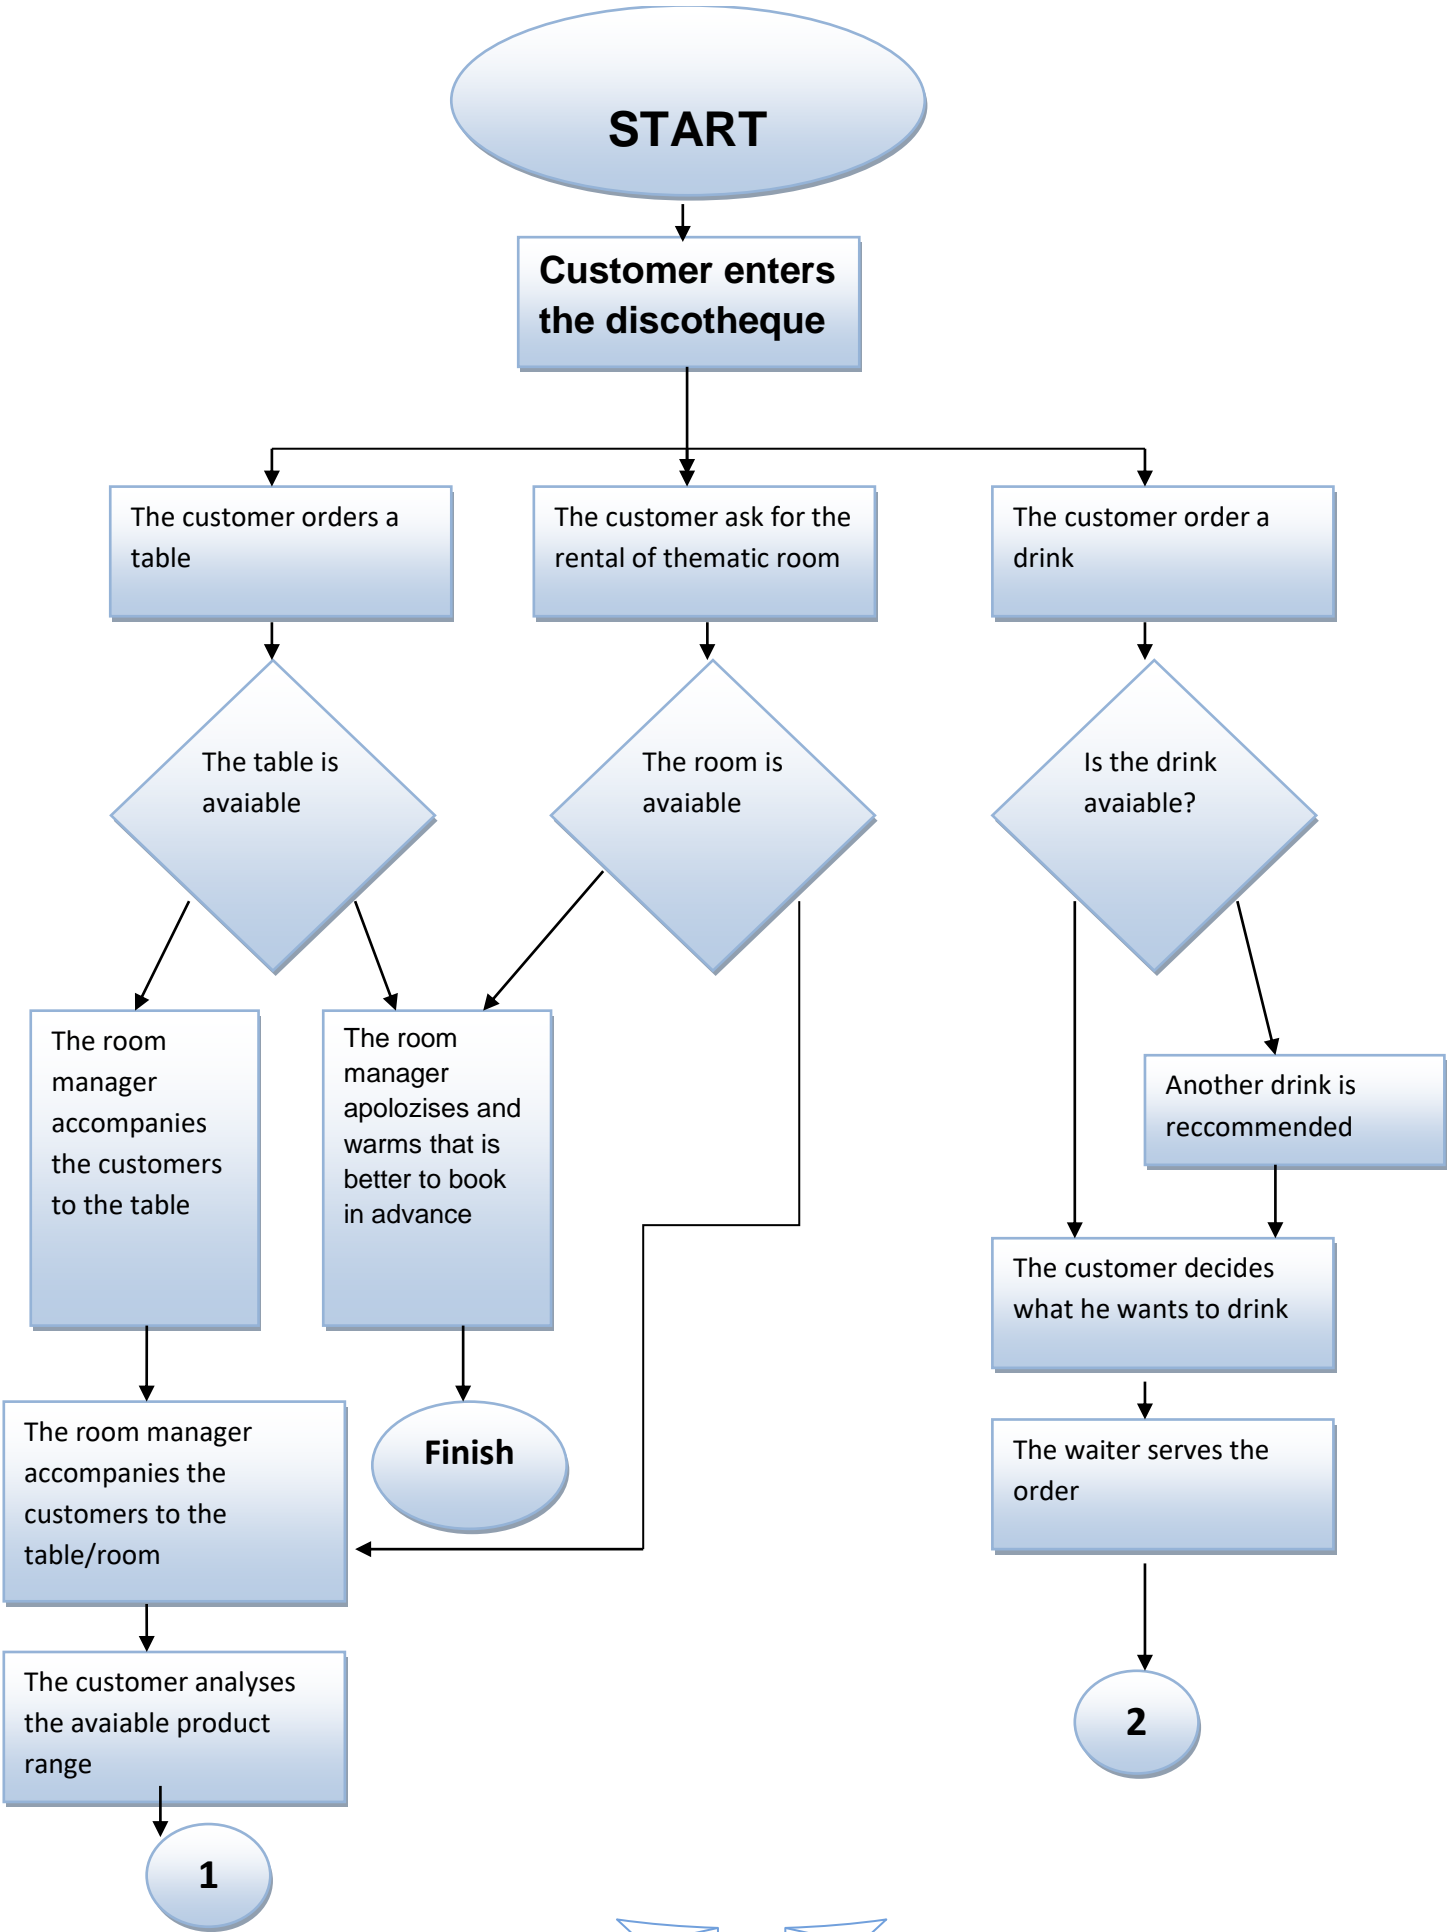 START
Customer enters
the discotheque
The customer orders a
table
The customer ask for the
rental of thematic room
The customer order a
drink
The table is
avaiable
The room is
avaiable
Is the drink
avaiable?
The room
manager
accompanies
the customers
to the table
The room
manager
apolozises and
warms that is
better to book
in advance
Another drink is
reccommended
The customer decides
what he wants to drink
The room manager
accompanies the
customers to the
table/room
Finish
The waiter serves the
order
The customer analyses
the avaiable product
range
2
1